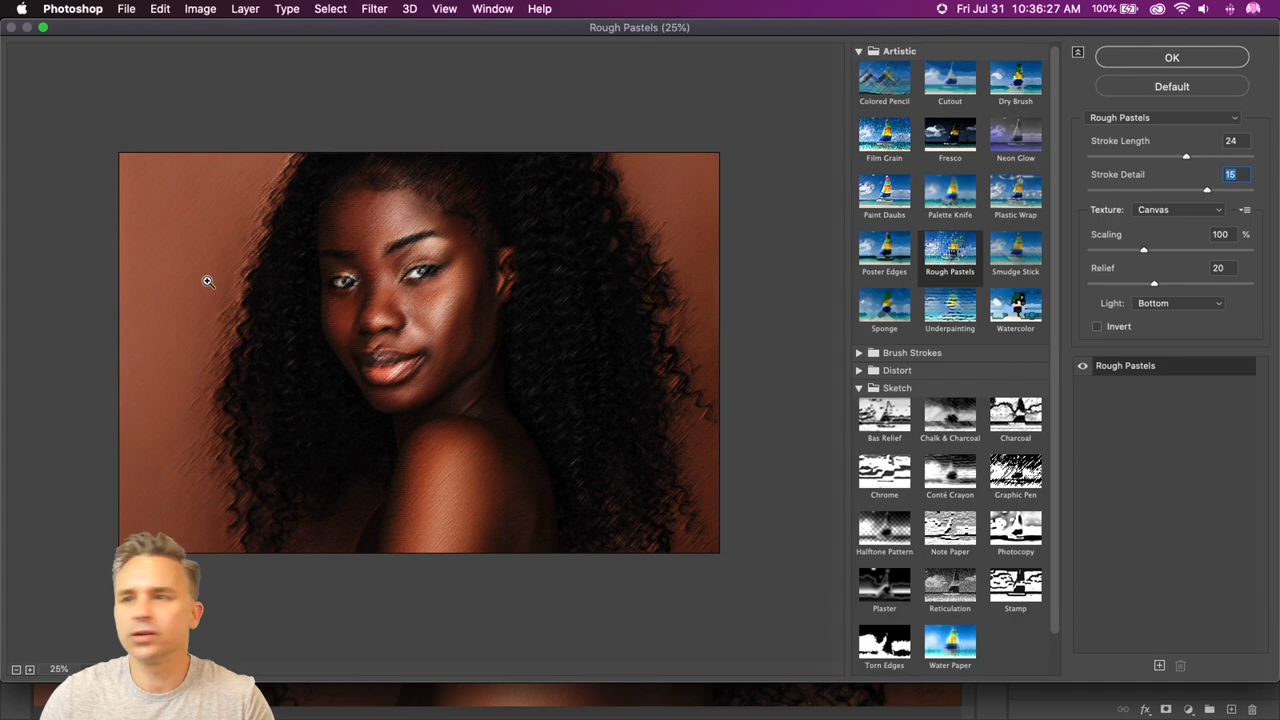 Photoshop File Edit Image Layer Type Select Filter 3D View Window Help 100% Fri Jul 31 10:36:27 AM
Rough Pastels (25%)
Artistic
Colored Pencil Cutout Dry Brush
Film Grain Fresco Neon Glow
Paint Daubs Palette Knife Plastic Wrap
Poster Edges Rough Pastels Smudge Stick
Sponge Underpainting Watercolor
Brush Strokes
Distort
Sketch
Bas Relief Chalk & Charcoal Charcoal
Chrome Conté Crayon Graphic Pen
Halftone Pattern Note Paper Photocopy
Plaster Reticulation Stamp
Torn Edges Water Paper
OK
Default
Rough Pastels
Stroke Length 24
Stroke Detail 15
Texture: Canvas
Scaling 100 %
Relief 20
Light: Bottom
Invert
Rough Pastels
25%
fx